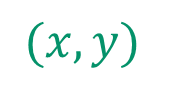 (x, y)